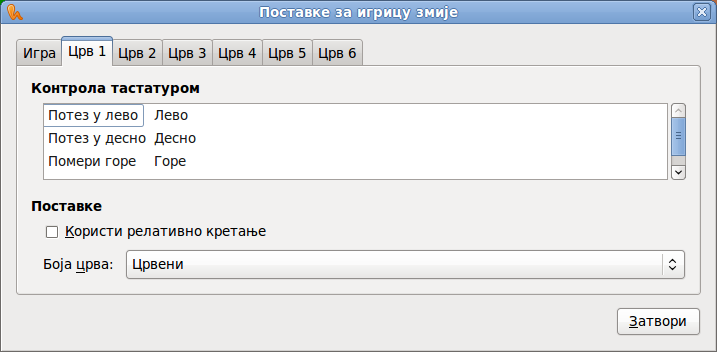 Поставке за игрицу змије
Игра Црв 1 Црв 2 Црв 3 Црв 4 Црв 5 Црв 6
Контрола тастатуром
Потез у лево Лево
Потез у десно Десно
Помери горе Горе
Поставке
Користи релативно кретање
Боја црва: Црвени
Затвори